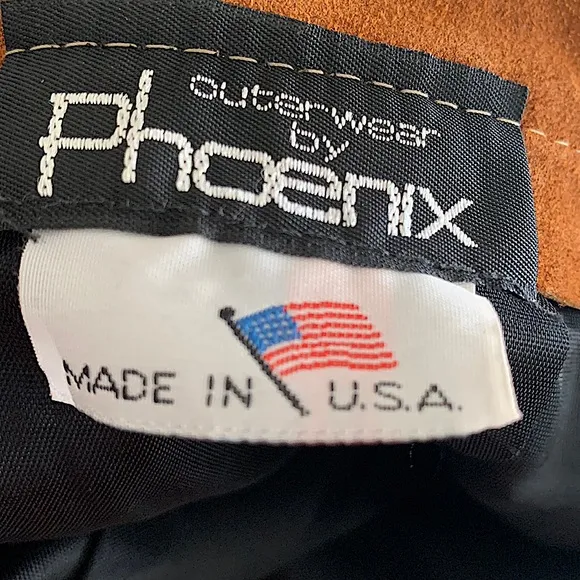 outerwear
by
Phoenix
MADE IN U.S.A.